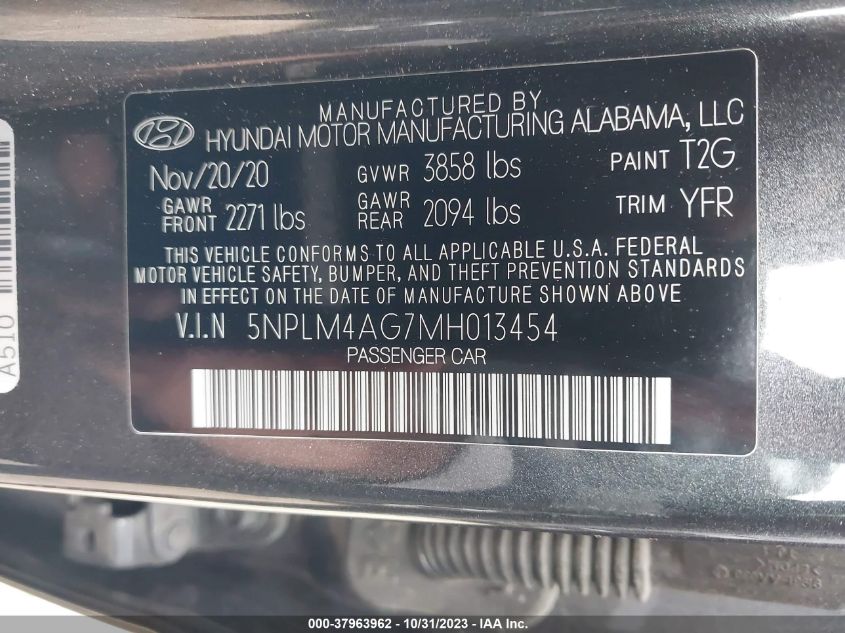 MANUFACTURED BY
HYUNDAI MOTOR MANUFACTURING ALABAMA, LLC
Nov/20/20 GVWR 3858 lbs PAINT T2G
GAWR FRONT 2271 lbs GAWR REAR 2094 lbs TRIM YFR
THIS VEHICLE CONFORMS TO ALL APPLICABLE U.S.A. FEDERAL
MOTOR VEHICLE SAFETY, BUMPER, AND THEFT PREVENTION STANDARDS
IN EFFECT ON THE DATE OF MANUFACTURE SHOWN ABOVE
V.I.N 5NPLM4AG7MH013454
PASSENGER CAR
A510
000-37963962 - 10/31/2023 - IAA Inc.